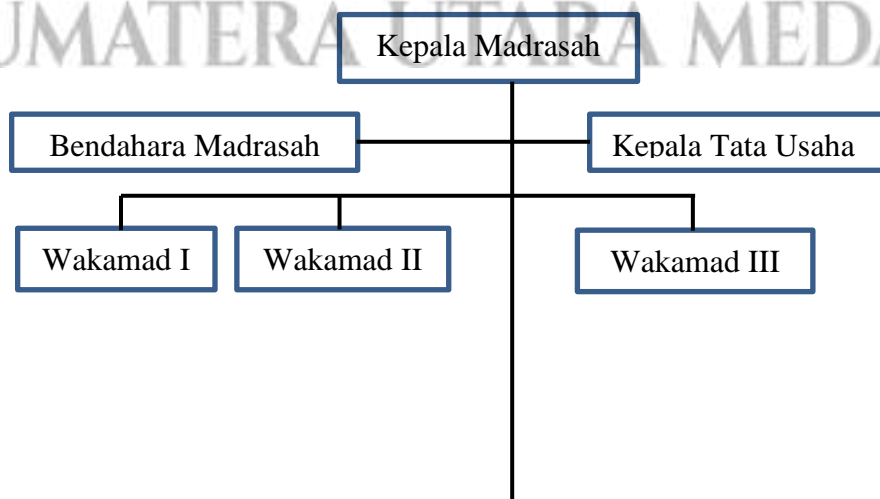 UMATERA UTARA MEDA
Kepala Madrasah
Bendahara Madrasah
Kepala Tata Usaha
Wakamad I
Wakamad II
Wakamad III